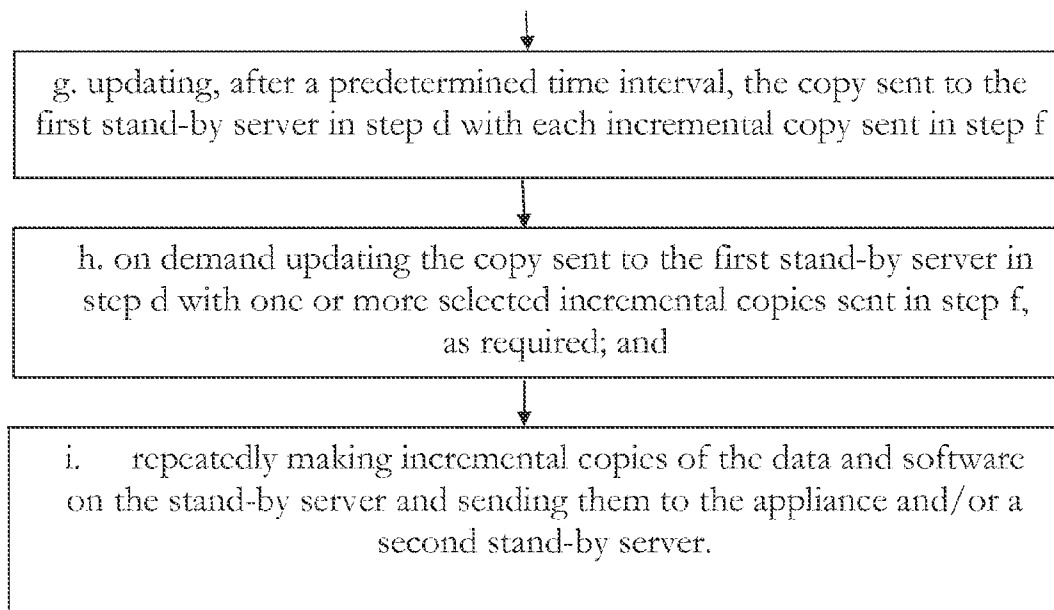 g. updating, after a predetermined time interval, the copy sent to the
first stand-by server in step d with each incremental copy sent in step f
h. on demand updating the copy sent to the first stand-by server in
step d with one or more selected incremental copies sent in step f,
as required; and
i. repeatedly making incremental copies of the data and software
on the stand-by server and sending them to the appliance and/or a
second stand-by server.